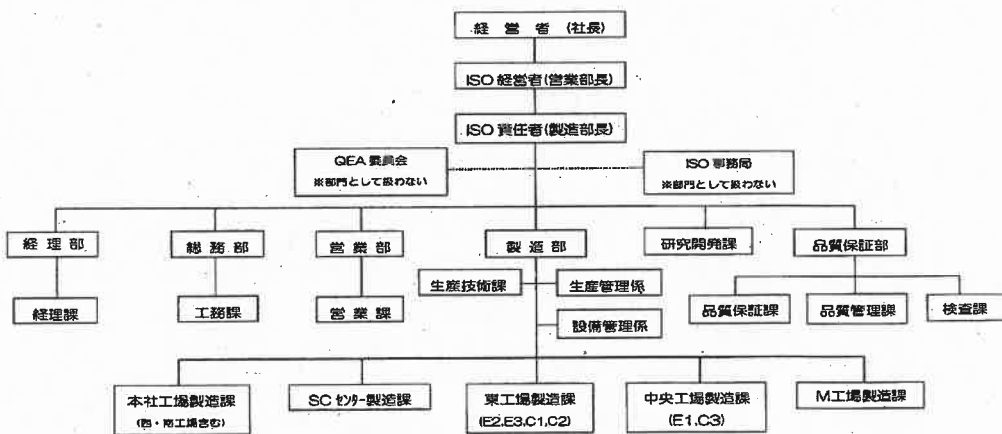 経営者 (社長)
ISO 経営者(営業部長)
ISO 責任者(製造部長)
QEA 委員会
※部門として扱わない
ISO 事務局
※部門として扱わない
経理部
総務部
営業部
製造部
研究開発課
品質保証部
生産技術課
生産管理係
経理課
工務課
営業課
設備管理係
品質保証課
品質管理課
検査課
本社工場製造課
(西・南工場含む)
SC センター製造課
東工場製造課
(E2,E3,C1,C2)
中央工場製造課
(E1,C3)
M工場製造課